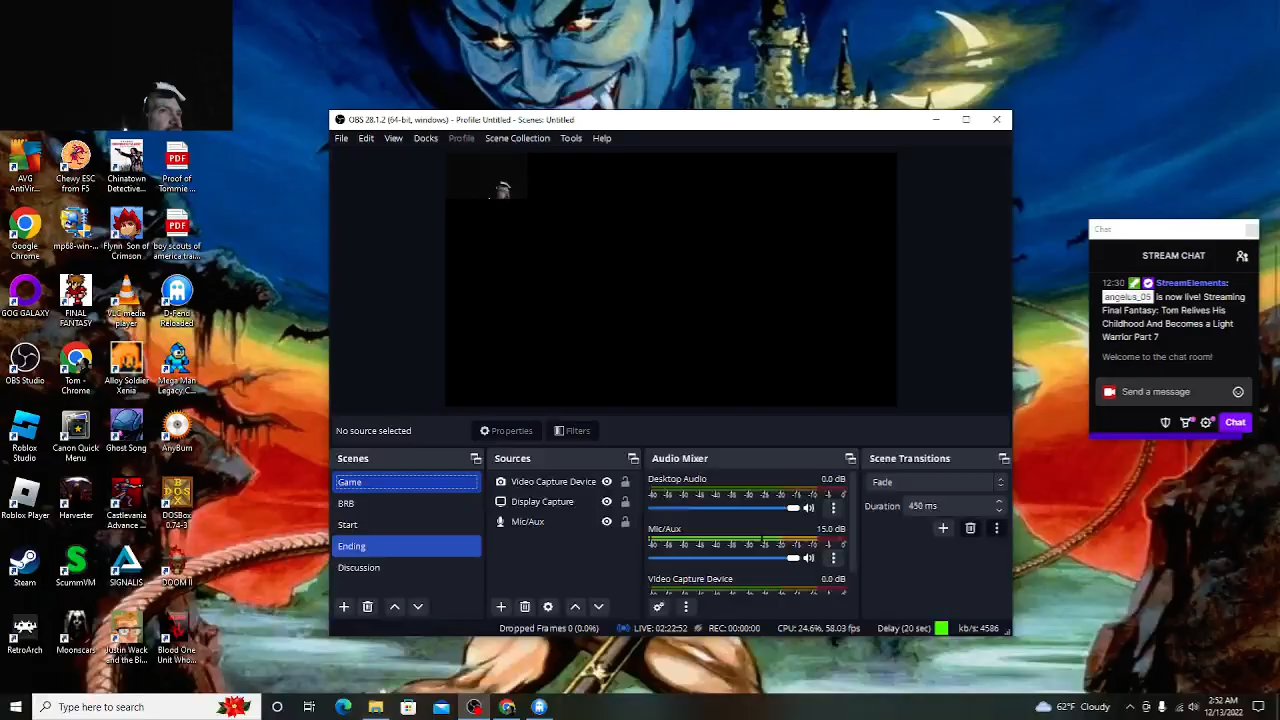 OBS 28.1.2 (64-bit, windows) - Profile: Untitled - Scenes: Untitled
File Edit View Docks Profile Scene Collection Tools Help
AVG AntiVir...
Chewy ESC from F5
Chinatown Detective...
Proof of Tommie ...
Google Chrome
mp68-win-...
Flynn_Son of Crimson
boy scouts of america trai...
GOG GALAXY
FINAL FANTASY
VLC media player
D-Fend Reloaded
OBS Studio
Tom - Chrome
Alloy Soldier Xenia
Mega Man Legacy C...
Roblox Studio
Canon Quick Menu
Ghost Song
AnyBurn
Roblox Player
Harvester
Castlevania Advance ...
DOSBox 0.74-3
Steam
ScummVM
SIGNALIS
DOOM II
RetroArch
Moonscars
Justin Wack and the Bi...
Blood One Unit Who...
PDF
PDF
No source selected
Properties
Filters
Scenes
Game
BRB
Start
Ending
Discussion
Sources
Video Capture Device
Display Capture
Mic/Aux
Audio Mixer
Desktop Audio 0.0 dB
Mic/Aux 15.0 dB
Video Capture Device 0.0 dB
Scene Transitions
Fade
Duration 450 ms
Dropped Frames 0 (0.0%) LIVE: 02:22:52 REC: 00:00:00 CPU: 24.6%, 58.03 fps Delay (20 sec) kb/s: 4586
Chat
STREAM CHAT
12:30 StreamElements:
angelus_05 is now live! Streaming
Final Fantasy: Tom Relives His
Childhood And Becomes a Light
Warrior Part 7
Welcome to the chat room!
Send a message
Chat
Type here to search
62°F Cloudy
2:52 AM
12/13/2022